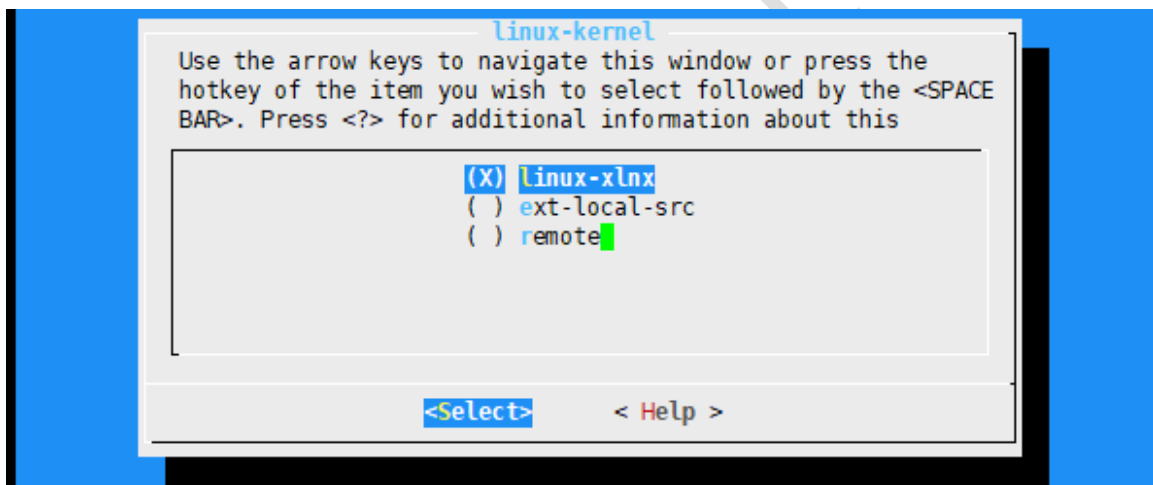 linux-kernel
Use the arrow keys to navigate this window or press the
hotkey of the item you wish to select followed by the <SPACE
BAR>. Press <?> for additional information about this
(X) linux-xlnx
( ) ext-local-src
( ) remote
<Select> < Help >